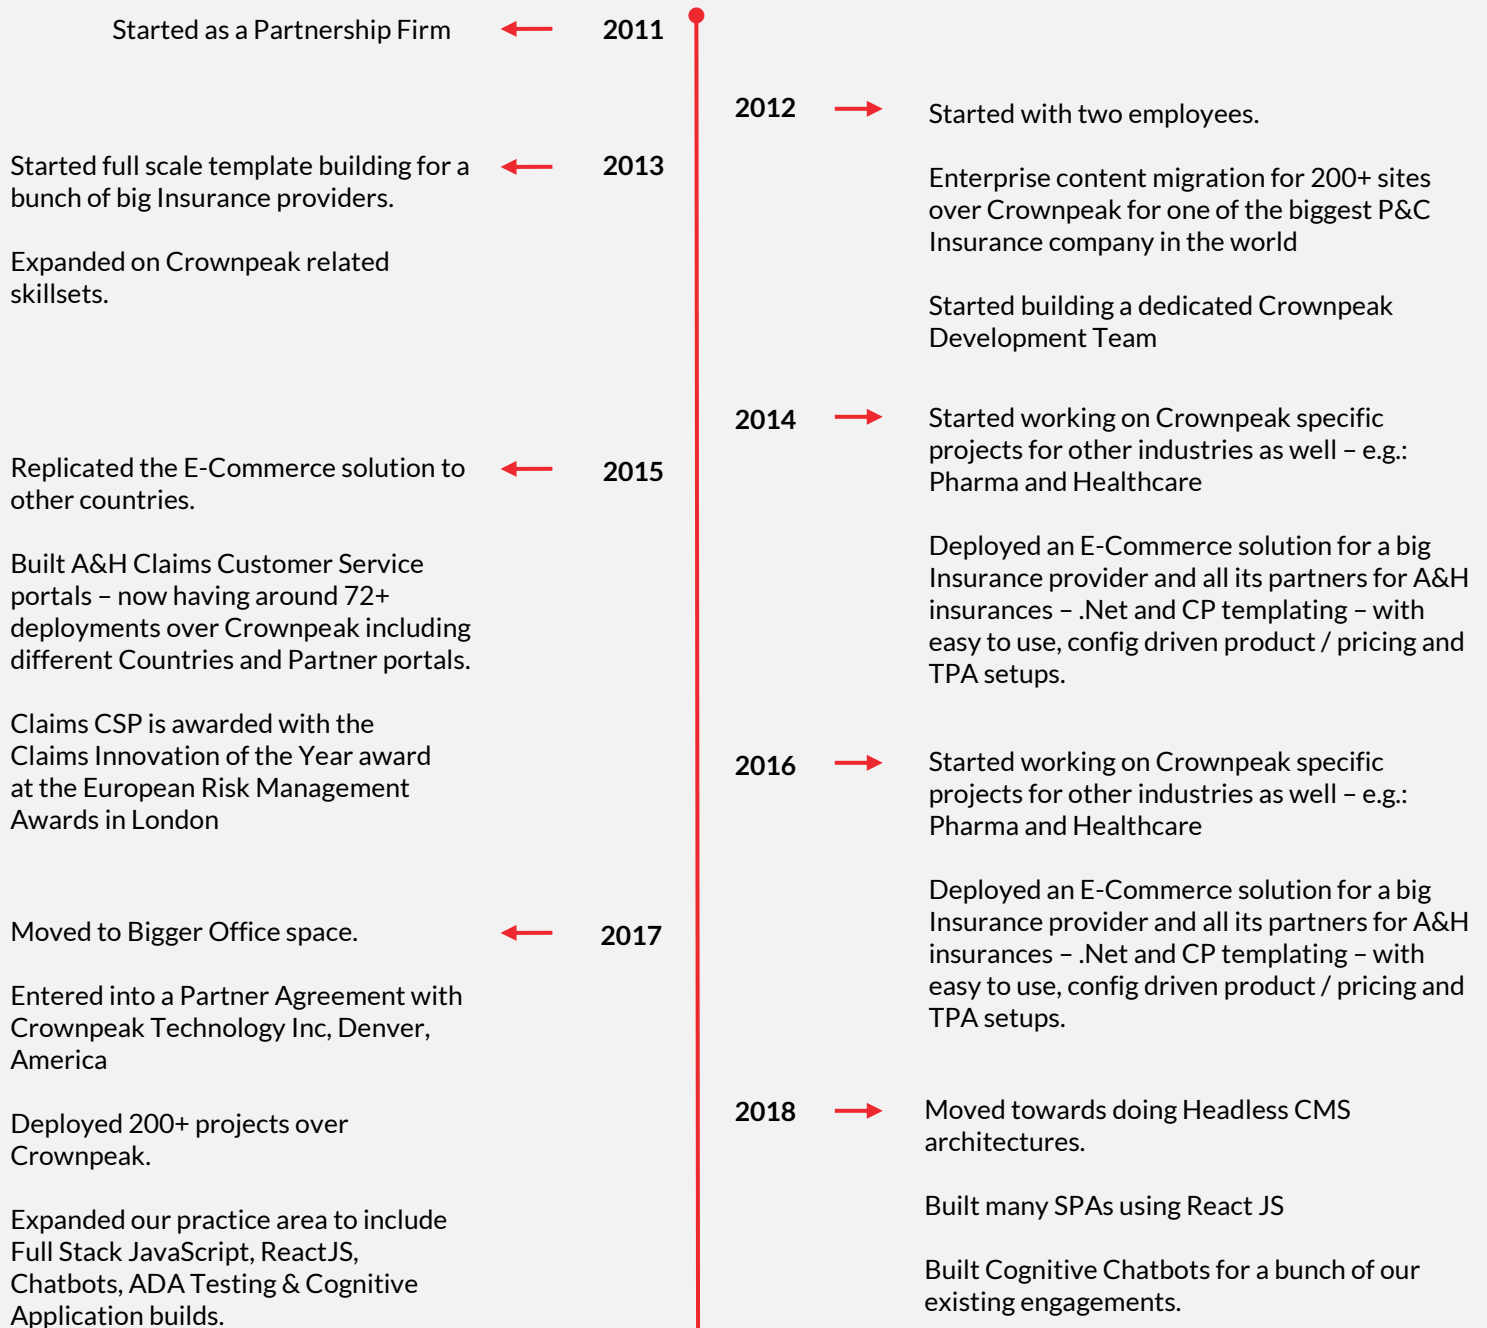 Started as a Partnership Firm
2011
2012
Started with two employees.
Enterprise content migration for 200+ sites
over Crownpeak for one of the biggest P&C
Insurance company in the world
Started building a dedicated Crownpeak
Development Team
2013
Started full scale template building for a
bunch of big Insurance providers.
Expanded on Crownpeak related
skillsets.
2014
Started working on Crownpeak specific
projects for other industries as well – e.g.:
Pharma and Healthcare
Deployed an E-Commerce solution for a big
Insurance provider and all its partners for A&H
insurances – .Net and CP templating – with
easy to use, config driven product / pricing and
TPA setups.
2015
Replicated the E-Commerce solution to
other countries.
Built A&H Claims Customer Service
portals – now having around 72+
deployments over Crownpeak including
different Countries and Partner portals.
Claims CSP is awarded with the
Claims Innovation of the Year award
at the European Risk Management
Awards in London
2016
Started working on Crownpeak specific
projects for other industries as well – e.g.:
Pharma and Healthcare
Deployed an E-Commerce solution for a big
Insurance provider and all its partners for A&H
insurances – .Net and CP templating – with
easy to use, config driven product / pricing and
TPA setups.
2017
Moved to Bigger Office space.
Entered into a Partner Agreement with
Crownpeak Technology Inc, Denver,
America
Deployed 200+ projects over
Crownpeak.
Expanded our practice area to include
Full Stack JavaScript, ReactJS,
Chatbots, ADA Testing & Cognitive
Application builds.
2018
Moved towards doing Headless CMS
architectures.
Built many SPAs using React JS
Built Cognitive Chatbots for a bunch of our
existing engagements.